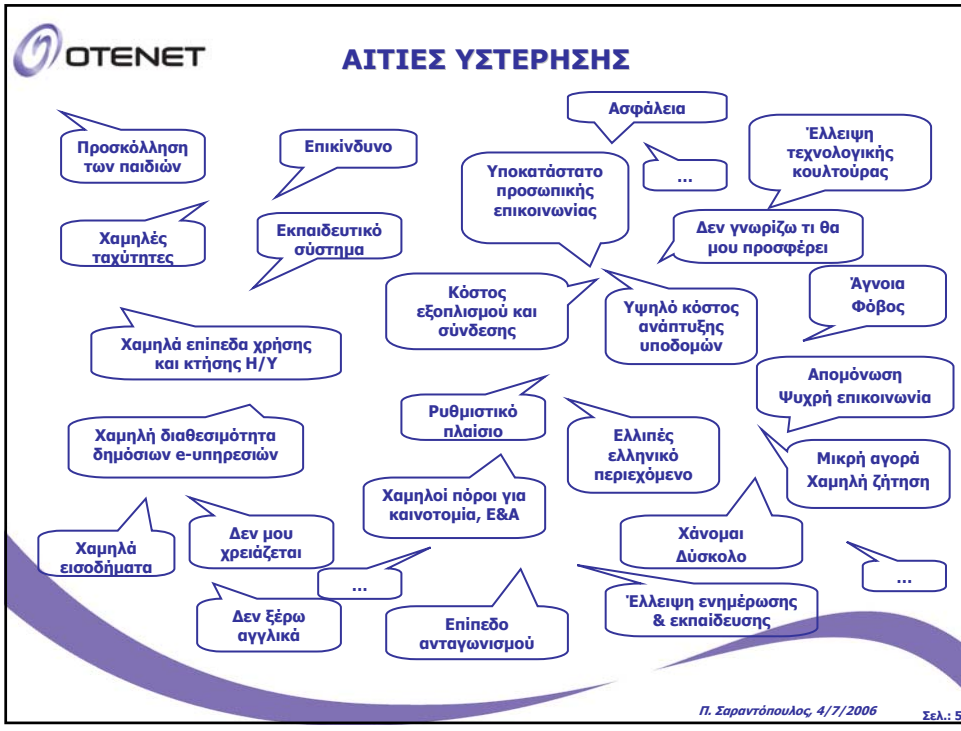 OTENET
ΑΙΤΙΕΣ ΥΣΤΕΡΗΣΗΣ
Ασφάλεια
Προσκόλληση
των παιδιών
Επικίνδυνο
Υποκατάστατο
προσωπικής
επικοινωνίας
...
Έλλειψη
τεχνολογικής
κουλτούρας
Χαμηλές
ταχύτητες
Εκπαιδευτικό
σύστημα
Δεν γνωρίζω τι θα
μου προσφέρει
Κόστος
εξοπλισμού και
σύνδεσης
Υψηλό κόστος
ανάπτυξης
υποδομών
Άγνοια
Φόβος
Χαμηλά επίπεδα χρήσης
και κτήσης Η/Υ
Απομόνωση
Ψυχρή επικοινωνία
Ρυθμιστικό
πλαίσιο
Χαμηλή διαθεσιμότητα
δημόσιων e-υπηρεσιών
Ελλιπές
ελληνικό
περιεχόμενο
Μικρή αγορά
Χαμηλή ζήτηση
Χαμηλοί πόροι για
καινοτομία, Ε&Α
Χαμηλά
εισοδήματα
Δεν μου
χρειάζεται
Χάνομαι
Δύσκολο
...
...
Δεν ξέρω
αγγλικά
Επίπεδο
ανταγωνισμού
Έλλειψη ενημέρωσης
& εκπαίδευσης
Π. Σαραντόπουλος, 4/7/2006
Σελ.: 5